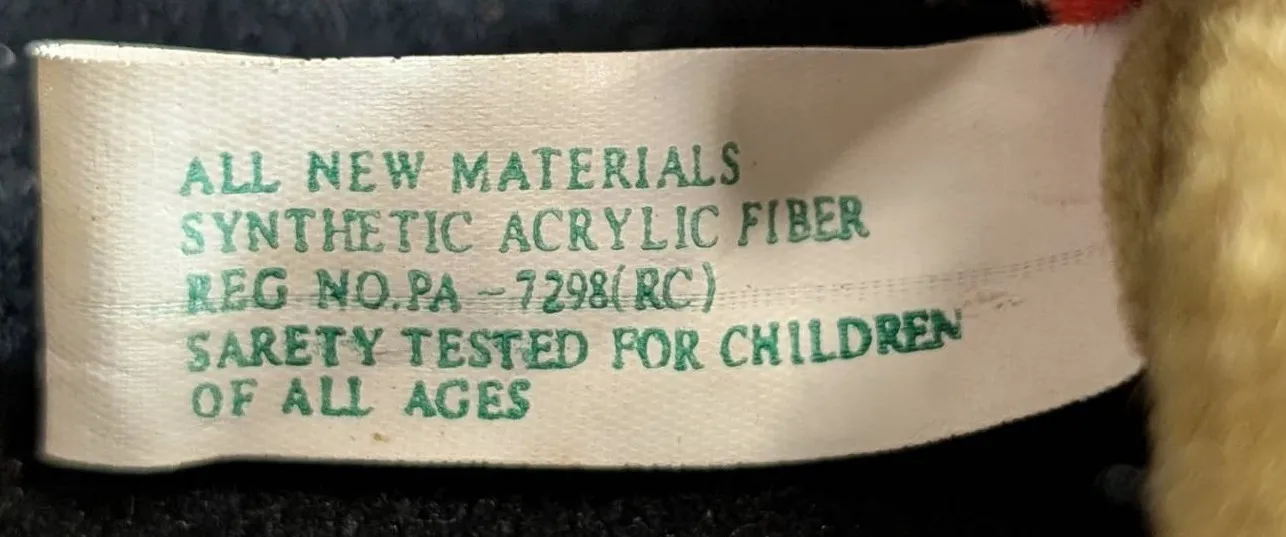 ALL NEW MATERIALS
SYNTHETIC ACRYLIC FIBER
REG NO.PA -7298(RC)
SARETY TESTED FOR CHILDREN
OF ALL AGES